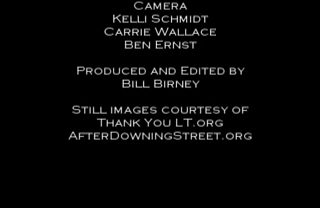 Camera
Kelli Schmidt
Carrie Wallace
Ben Ernst
Produced and Edited by
Bill Birney
Still images courtesy of
Thank You LT.org
AfterDowningStreet.org